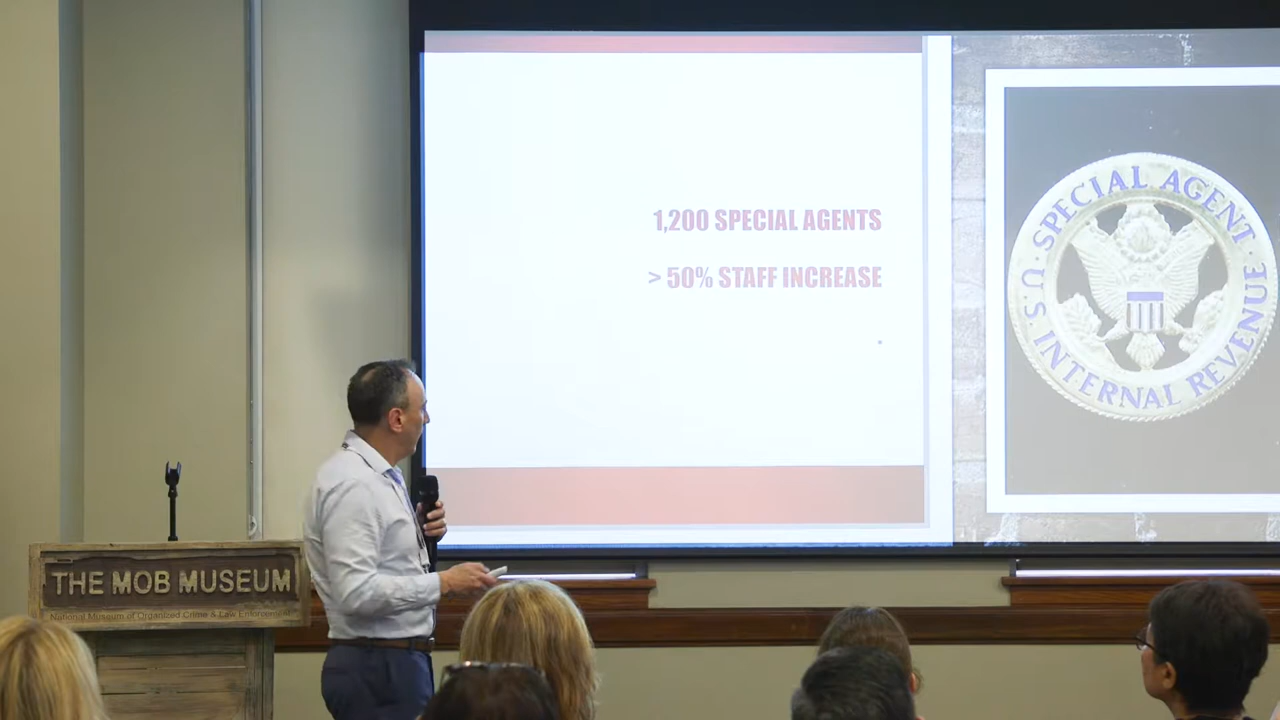 1,200 SPECIAL AGENTS
> 50% STAFF INCREASE
SPECIAL AGENT
U.S. INTERNAL REVENUE
THE MOB MUSEUM
National Museum of Organized Crime & Law Enforcement